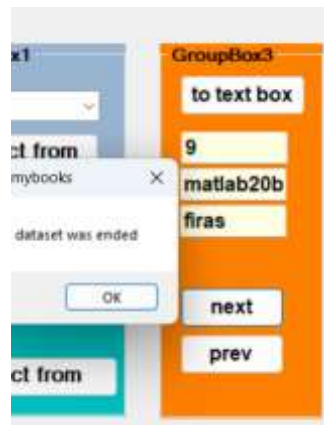 x1
GroupBox3
to text box
ct from
9
mybooks
matlab20b
dataset was ended
firas
OK
next
prev
ct from